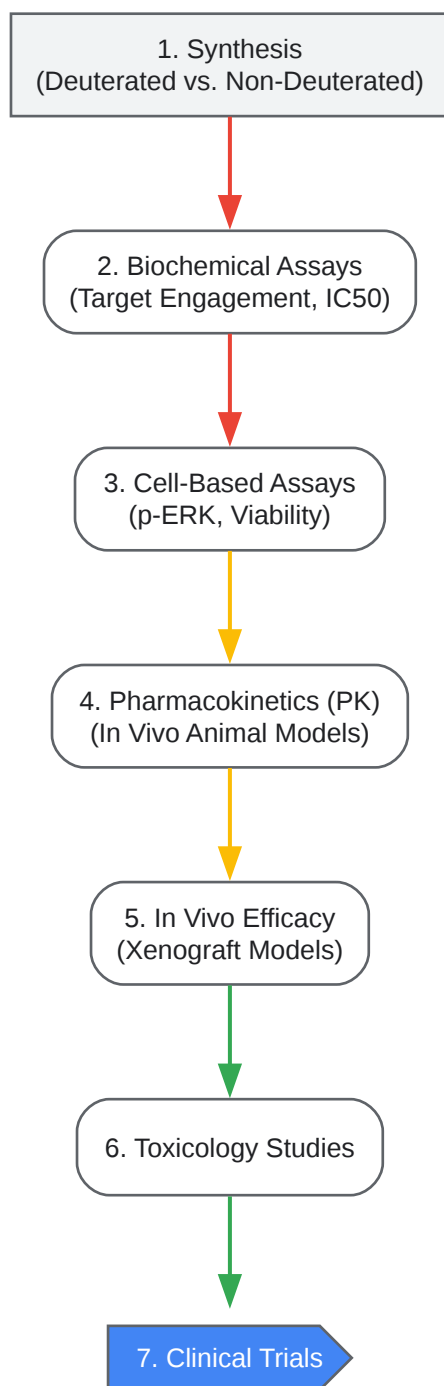 1. Synthesis
(Deuterated vs. Non-Deuterated)
2. Biochemical Assays
(Target Engagement, IC50)
3. Cell-Based Assays
(p-ERK, Viability)
4. Pharmacokinetics (PK)
(In Vivo Animal Models)
5. In Vivo Efficacy
(Xenograft Models)
6. Toxicology Studies
7. Clinical Trials